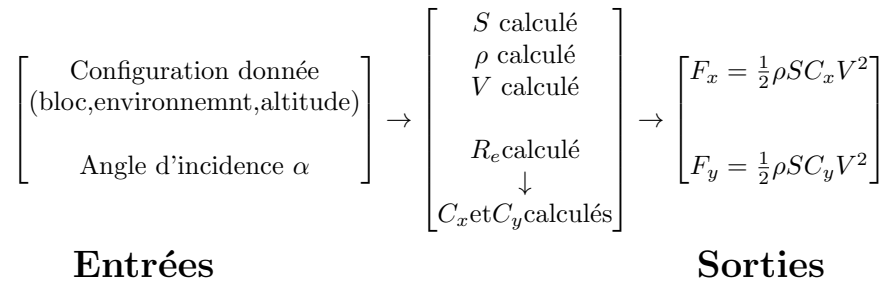 Configuration donnée
(bloc,environnemnt,altitude)
Angle d'incidence α
→
S calculé
ρ calculé
V calculé
R_e calculé
↓
C_x et C_y calculés
→
F_x = ½ρSC_xV²
F_y = ½ρSC_yV²
Entrées
Sorties